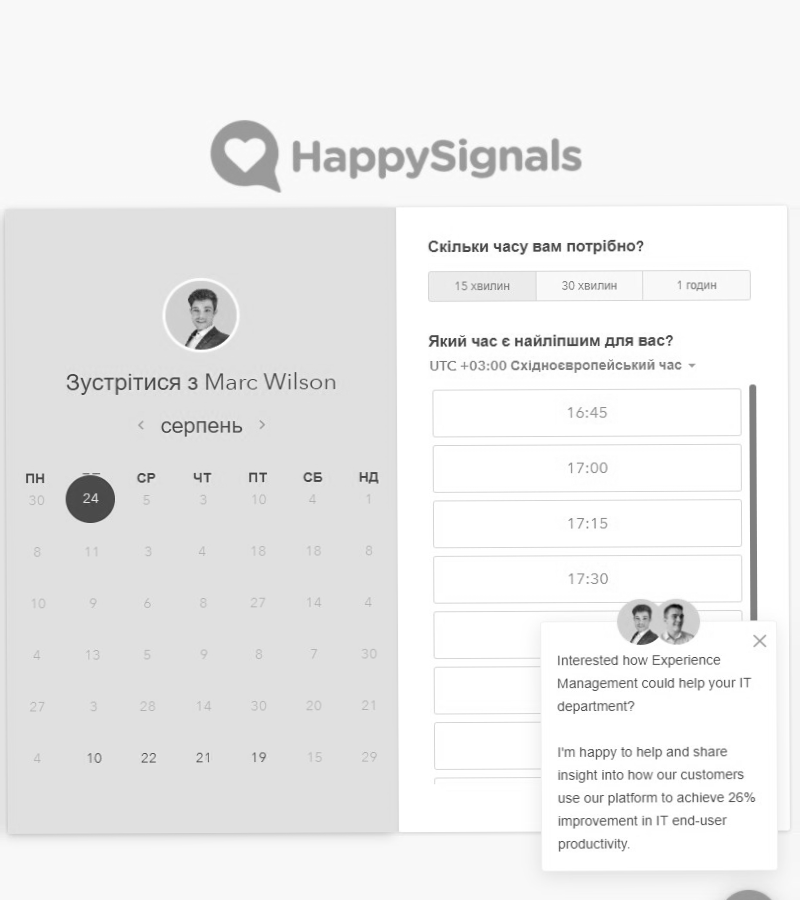 HappySignals
Зустрітися з Marc Wilson
серпень
ПН СР ЧТ ПТ СБ НД
30 24 5 3 10 4 1
8 11 3 4 18 18 8
10 9 6 8 27 14 4
4 13 5 9 8 7 30
27 3 28 14 30 20 21
4 10 22 21 19 15 29
Скільки часу вам потрібно?
15 хвилин 30 хвилин 1 годин
Який час є найліпшим для вас?
UTC +03:00 Східноєвропейський час
16:45
17:00
17:15
17:30
Interested how Experience
Management could help your IT
department?
I'm happy to help and share
insight into how our customers
use our platform to achieve 26%
improvement in IT end-user
productivity.